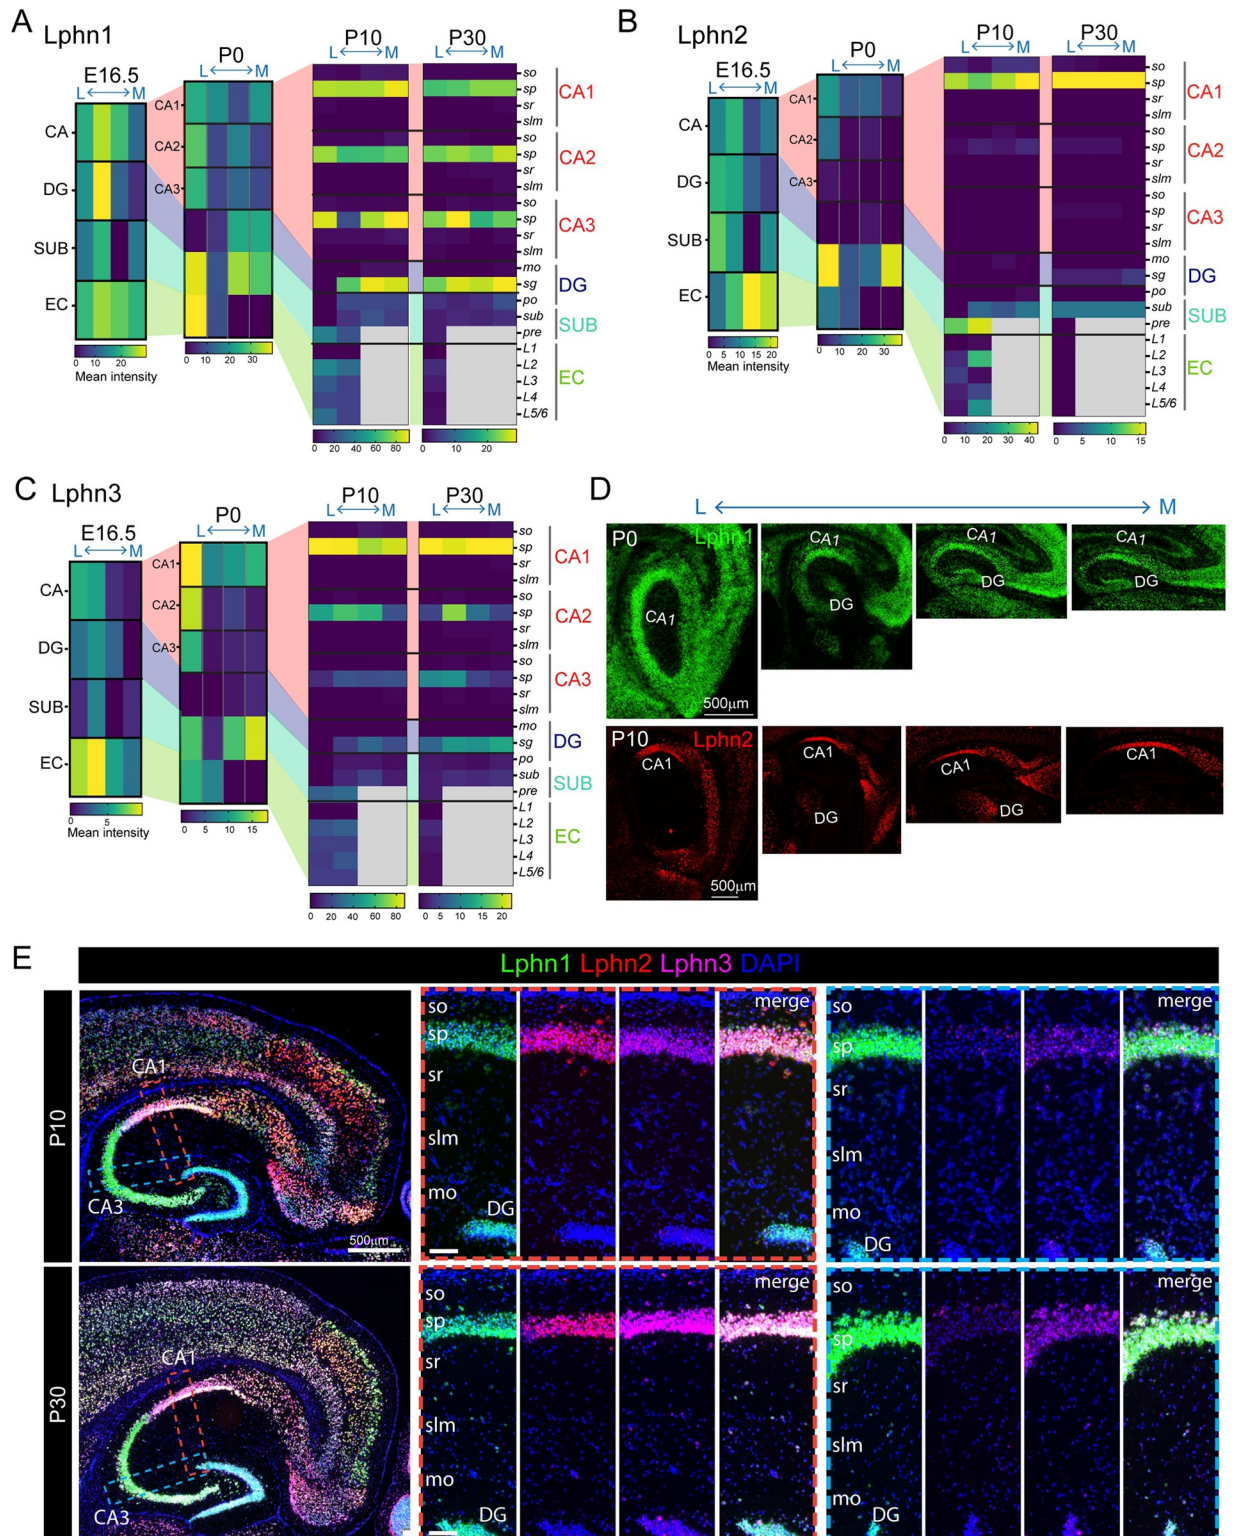 A
Lphn1
E16.5
L M
CA
DG
SUB
EC
0 10 20
Mean intensity
P0
L M
CA1
CA2
CA3
0 10 20 30
P10
L M
P30
L M
so
sp
sr
slm
CA1
so
sp
sr
slm
CA2
so
sp
sr
slm
CA3
mo
sg
po
DG
sub
pre
SUB
L1
L2
L3
L4
L5/6
EC
0 20 40 60 80
0 10 20
B
Lphn2
E16.5
L M
CA
DG
SUB
EC
0 5 10 15 20
Mean intensity
P0
L M
CA1
CA2
CA3
0 10 20 30
P10
L M
P30
L M
so
sp
sr
slm
CA1
so
sp
sr
slm
CA2
so
sp
sr
slm
CA3
mo
sg
po
DG
sub
pre
SUB
L1
L2
L3
L4
L5/6
EC
0 10 20 30 40
0 5 10 15
C
Lphn3
E16.5
L M
CA
DG
SUB
EC
0 5
Mean intensity
P0
L M
CA1
CA2
CA3
0 5 10 15
P10
L M
P30
L M
so
sp
sr
slm
CA1
so
sp
sr
slm
CA2
so
sp
sr
slm
CA3
mo
sg
po
DG
sub
pre
SUB
L1
L2
L3
L4
L5/6
EC
0 20 40 60 80
0 5 10 15 20
D
L M
P0 Lphn1
CA1
500µm
CA1
DG
CA1
DG
CA1
DG
P10 Lphn2
CA1
500µm
CA1
DG
CA1
DG
CA1
E
Lphn1 Lphn2 Lphn3 DAPI
P10
CA1
CA3
500µm
so
sp
sr
slm
mo
DG
merge
so
sp
sr
slm
mo
DG
merge
P30
CA1
CA3
so
sp
sr
slm
mo
DG
merge
so
sp
sr
slm
mo
DG
merge